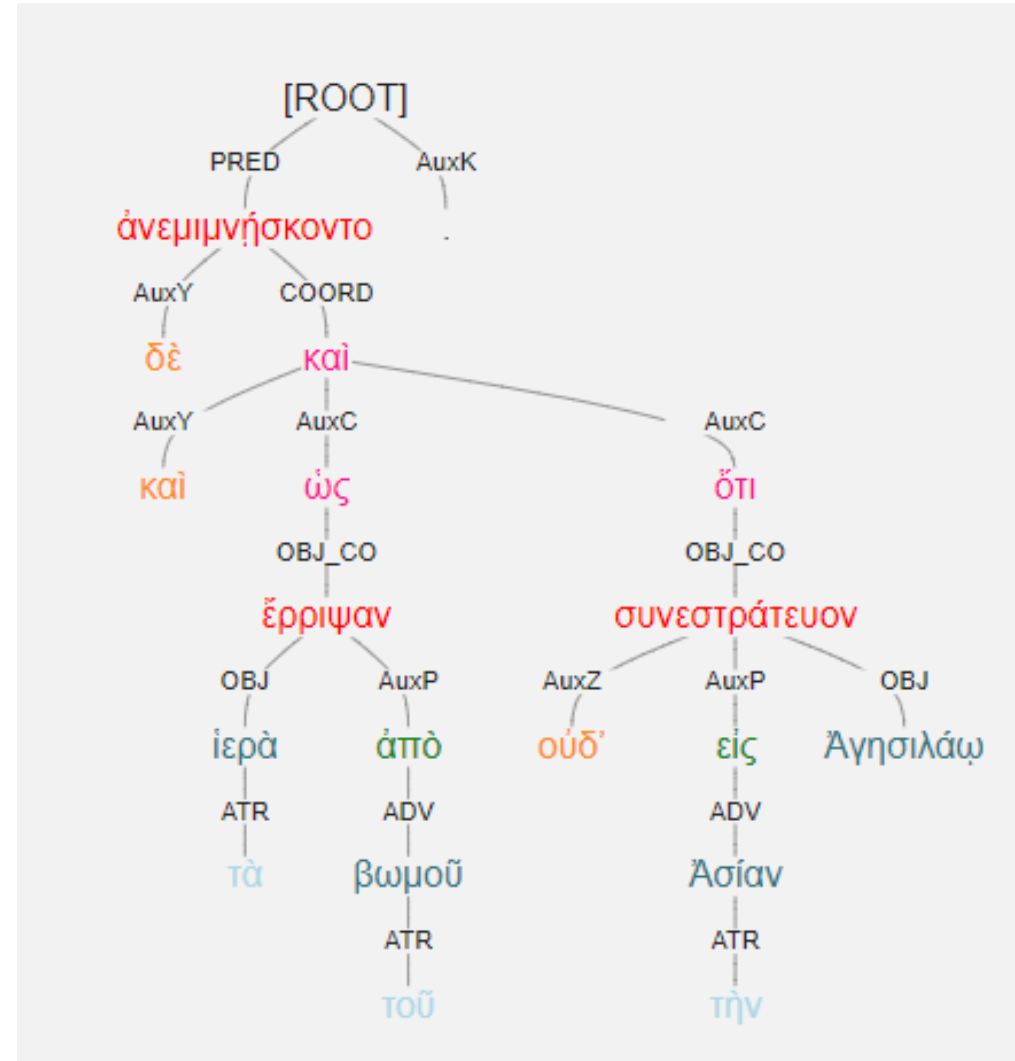 [ROOT]
PRED AuxK
ἀνεμιμνῄσκοντο .
AuxY COORD
δὲ καὶ
AuxY AuxC AuxC
καὶ ὡς ὅτι
OBJ_CO OBJ_CO
ἔρριψαν συνεστράτευον
OBJ AuxP AuxZ AuxP OBJ
ἱερὰ ἀπὸ οὐδ’ εἰς Ἀγησιλάῳ
ATR ADV ADV
τὰ βωμοῦ Ἀσίαν
ATR ATR
τοῦ τὴν